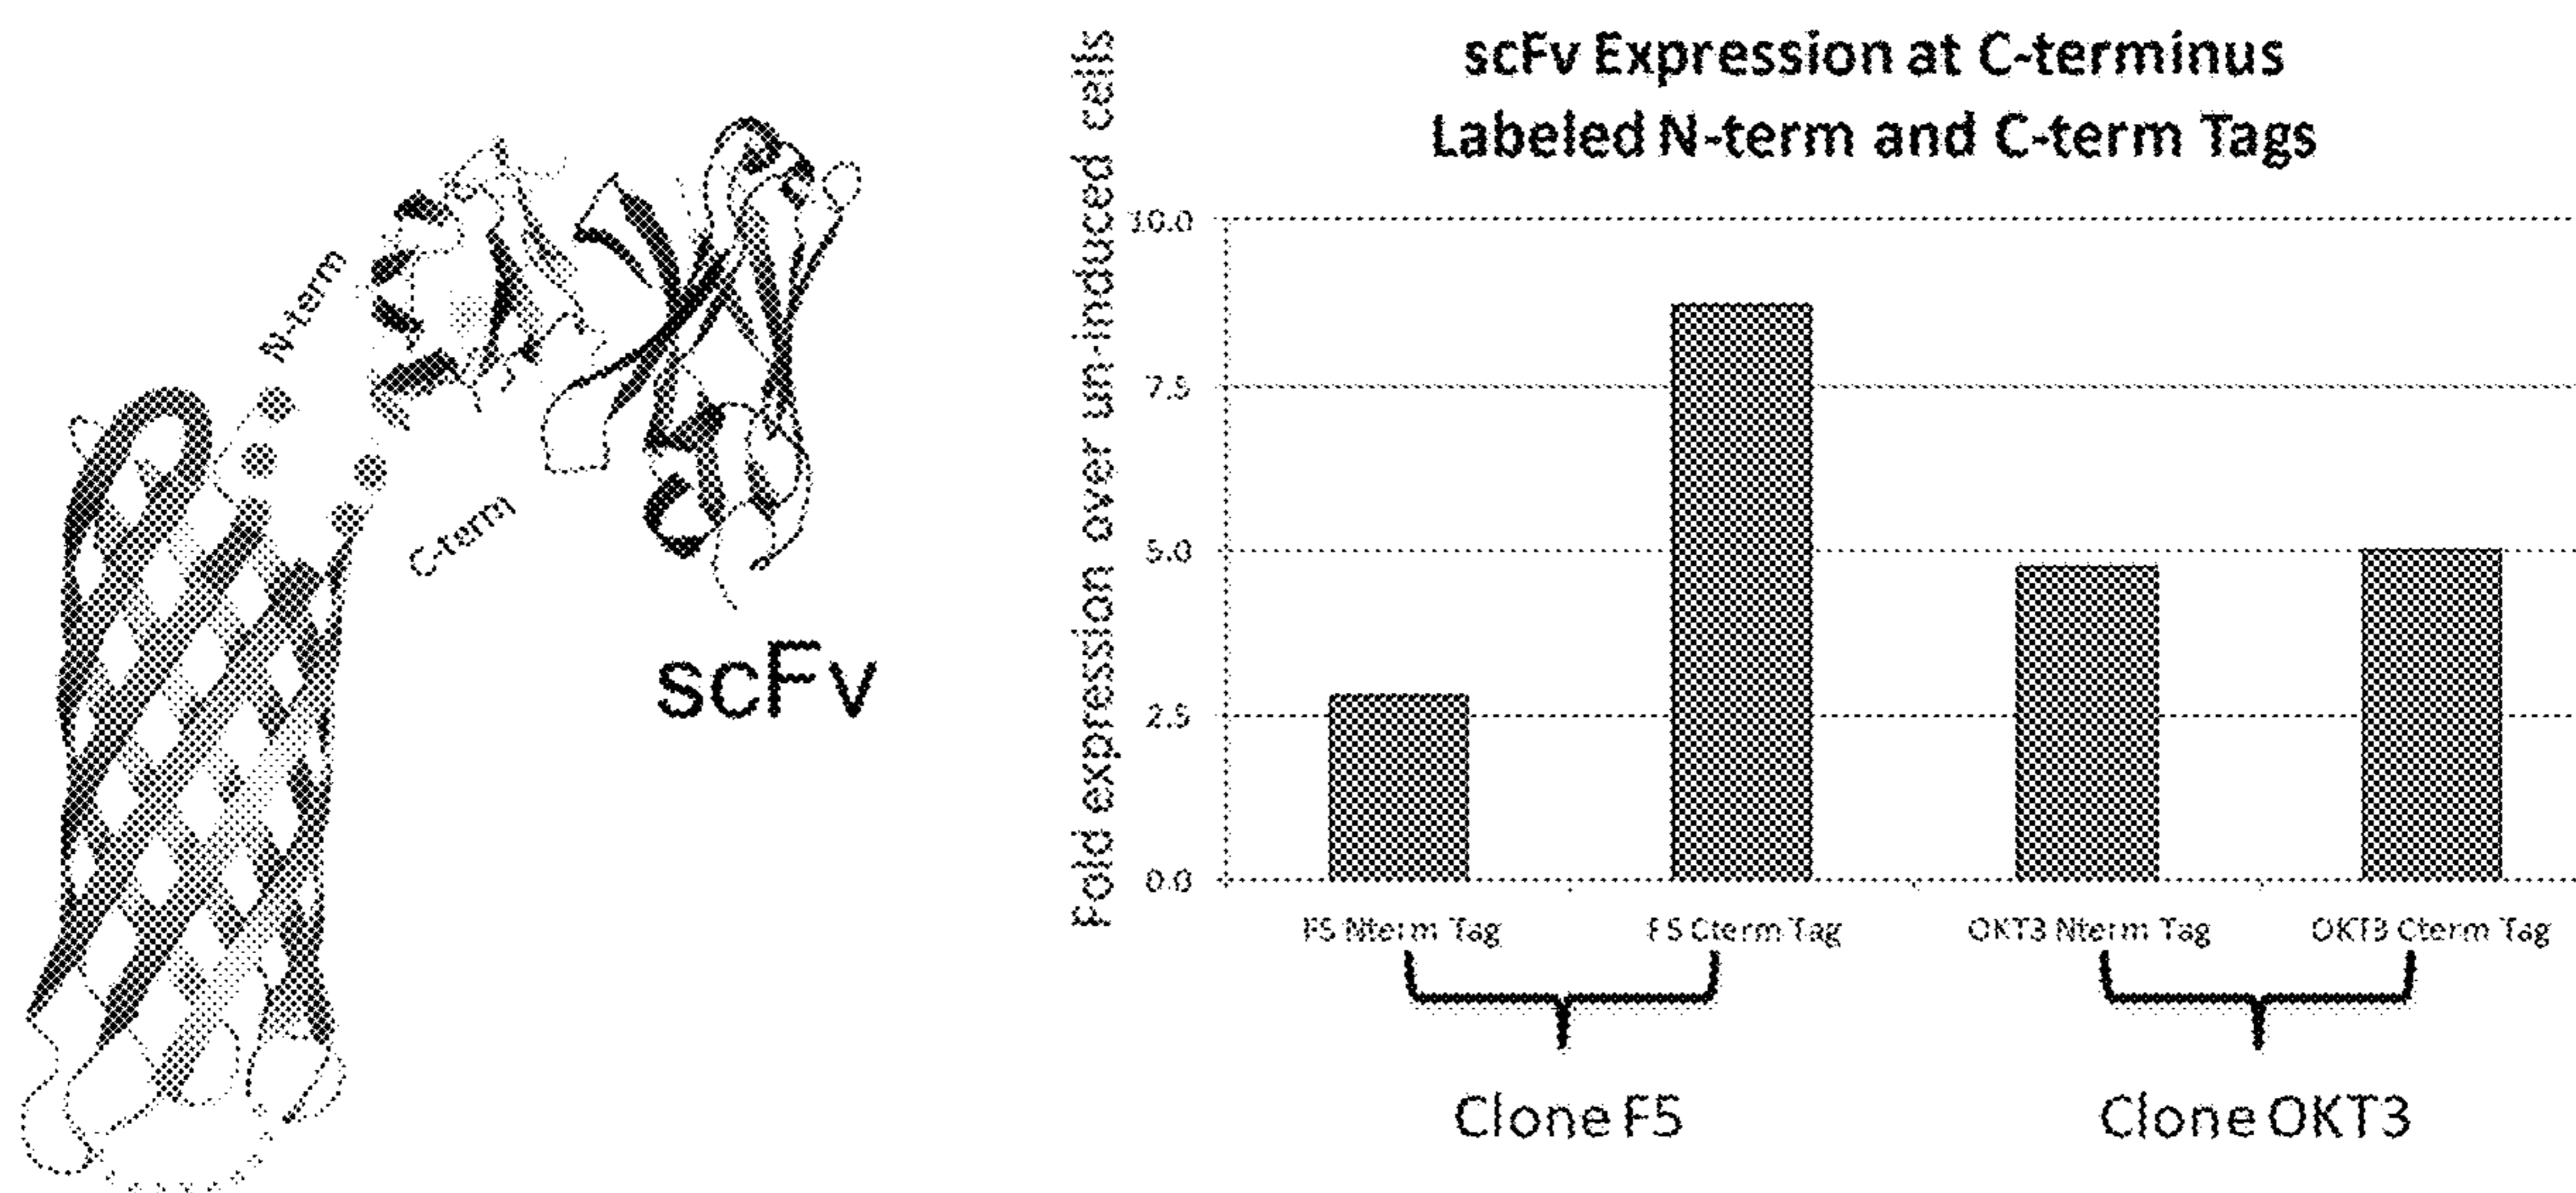 N-term
C-term
scFv
scFv Expression at C-terminus
Labeled N-term and C-term Tags
Fold expression over un-induced cells
10.0
7.5
5.0
2.5
0.0
F5 Nterm Tag
F5 Cterm Tag
OKT3 Nterm Tag
OKT3 Cterm Tag
Clone F5
Clone OKT3